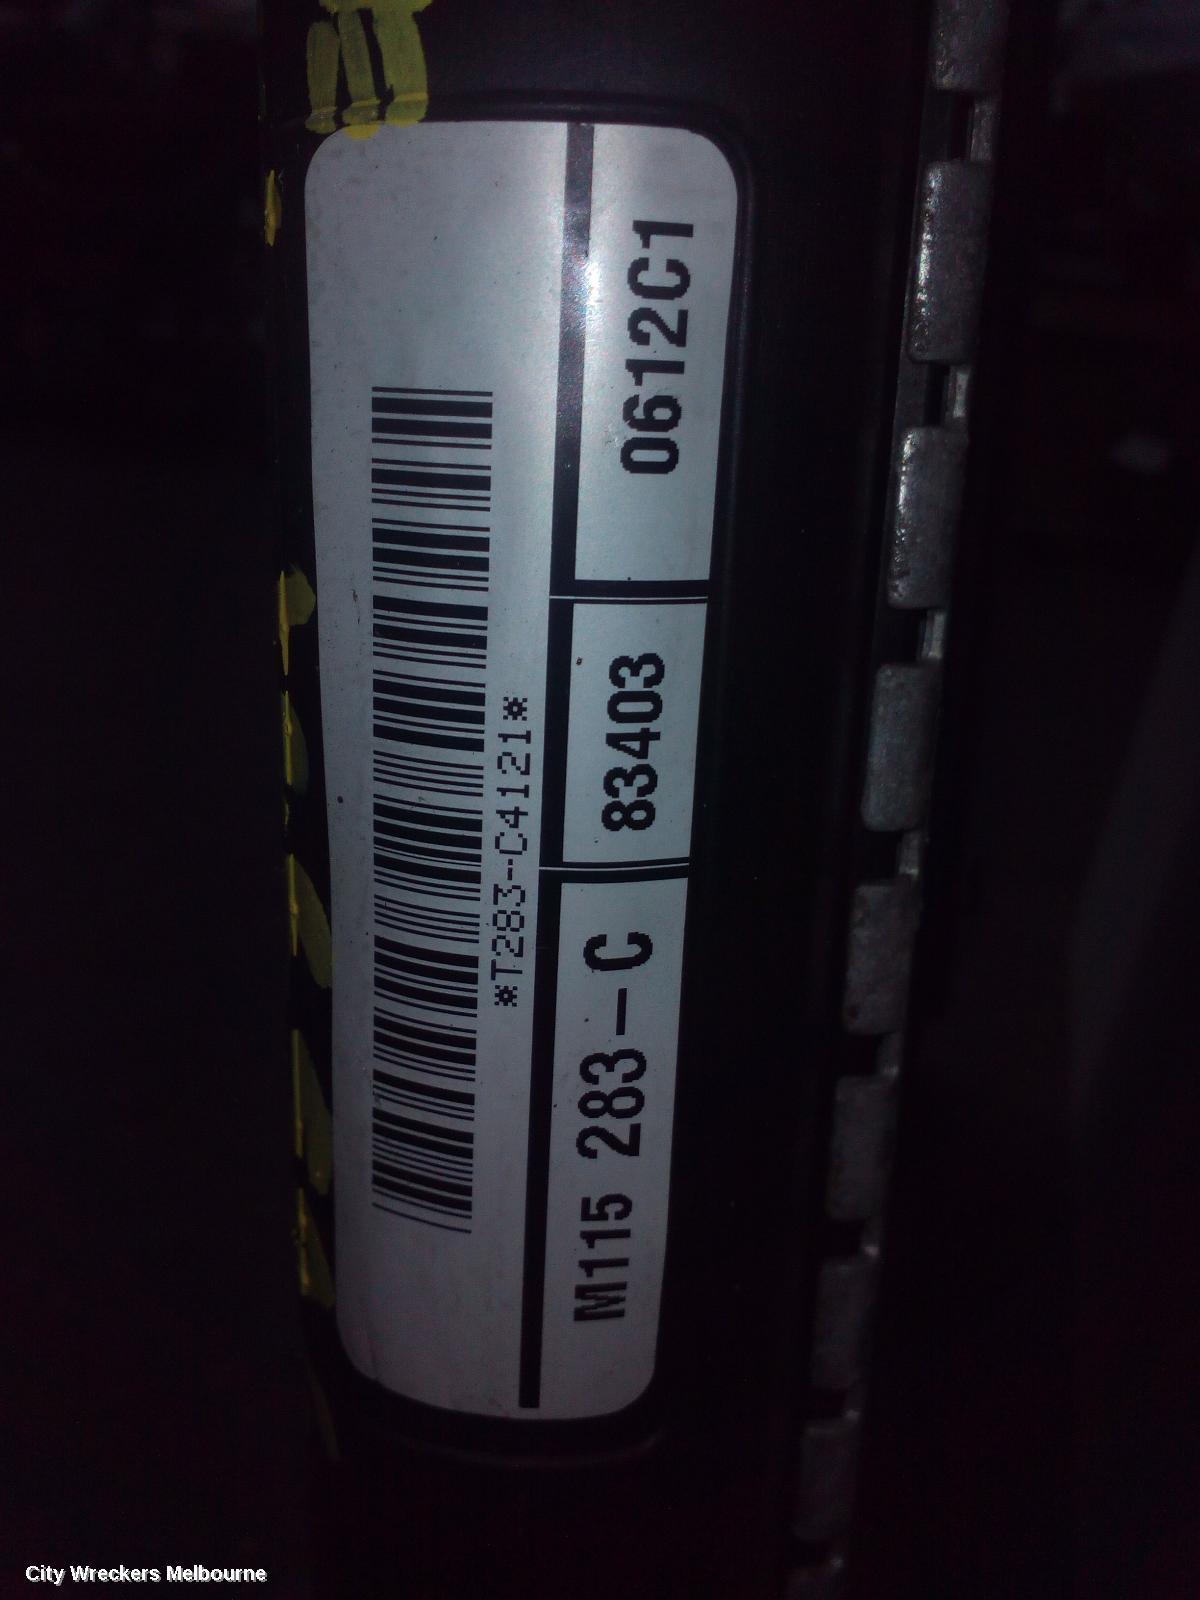 *T283-C4121*
M115 283-C 83403 0612C1
City Wreckers Melbourne